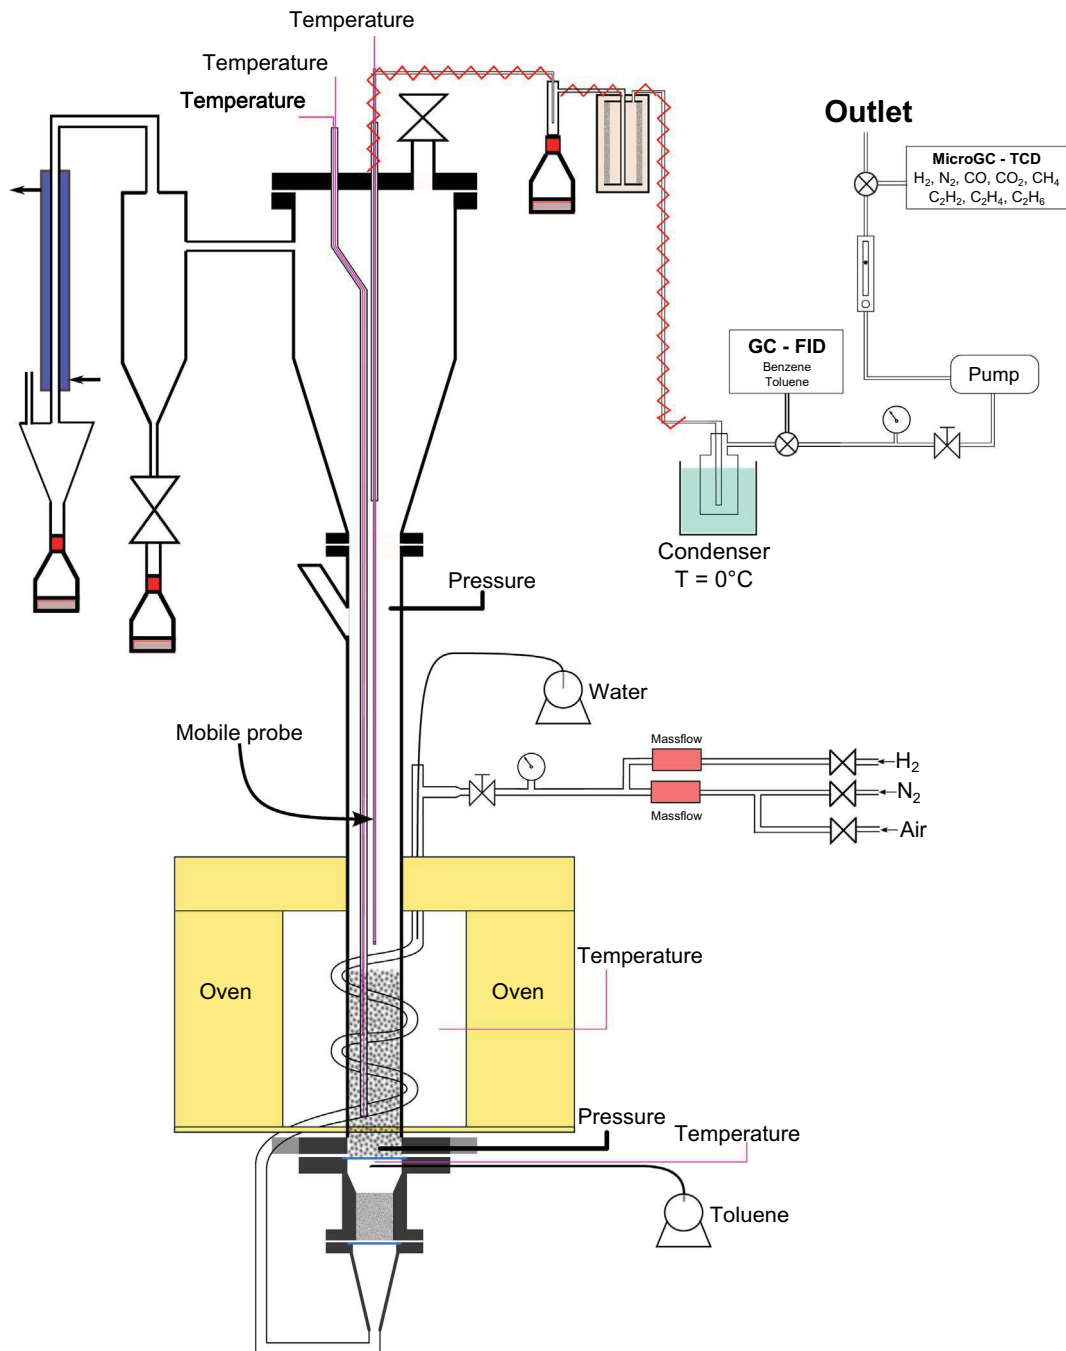 Temperature
Temperature
Temperature
Outlet
MicroGC - TCD
H₂, N₂, CO, CO₂, CH₄
C₂H₂, C₂H₄, C₂H₆
GC - FID
Benzene
Toluene
Pump
Condenser
T = 0°C
Pressure
Water
Mobile probe
Massflow
H₂
N₂
Massflow
Air
Temperature
Oven
Oven
Pressure
Temperature
Toluene